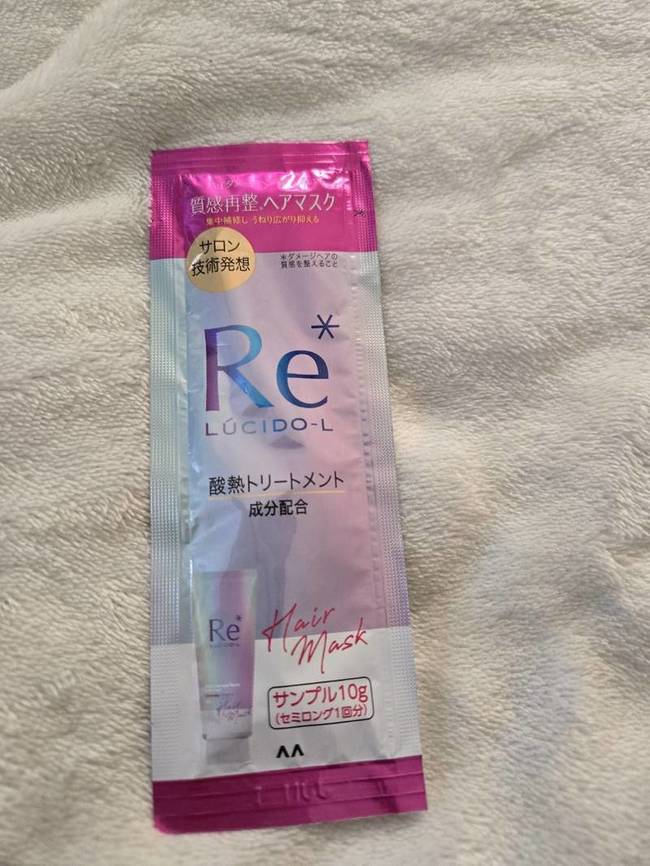 質感再整*ヘアマスク
集中補修しうねり広がり抑える
サロン
技術発想
*ダメージヘアの
質感を整えること
Re*
LÚCIDO-L
酸熱トリートメント
成分配合
Re*
LÚCIDO-L
Hair
Mask
サンプル10g
(セミロング1回分)